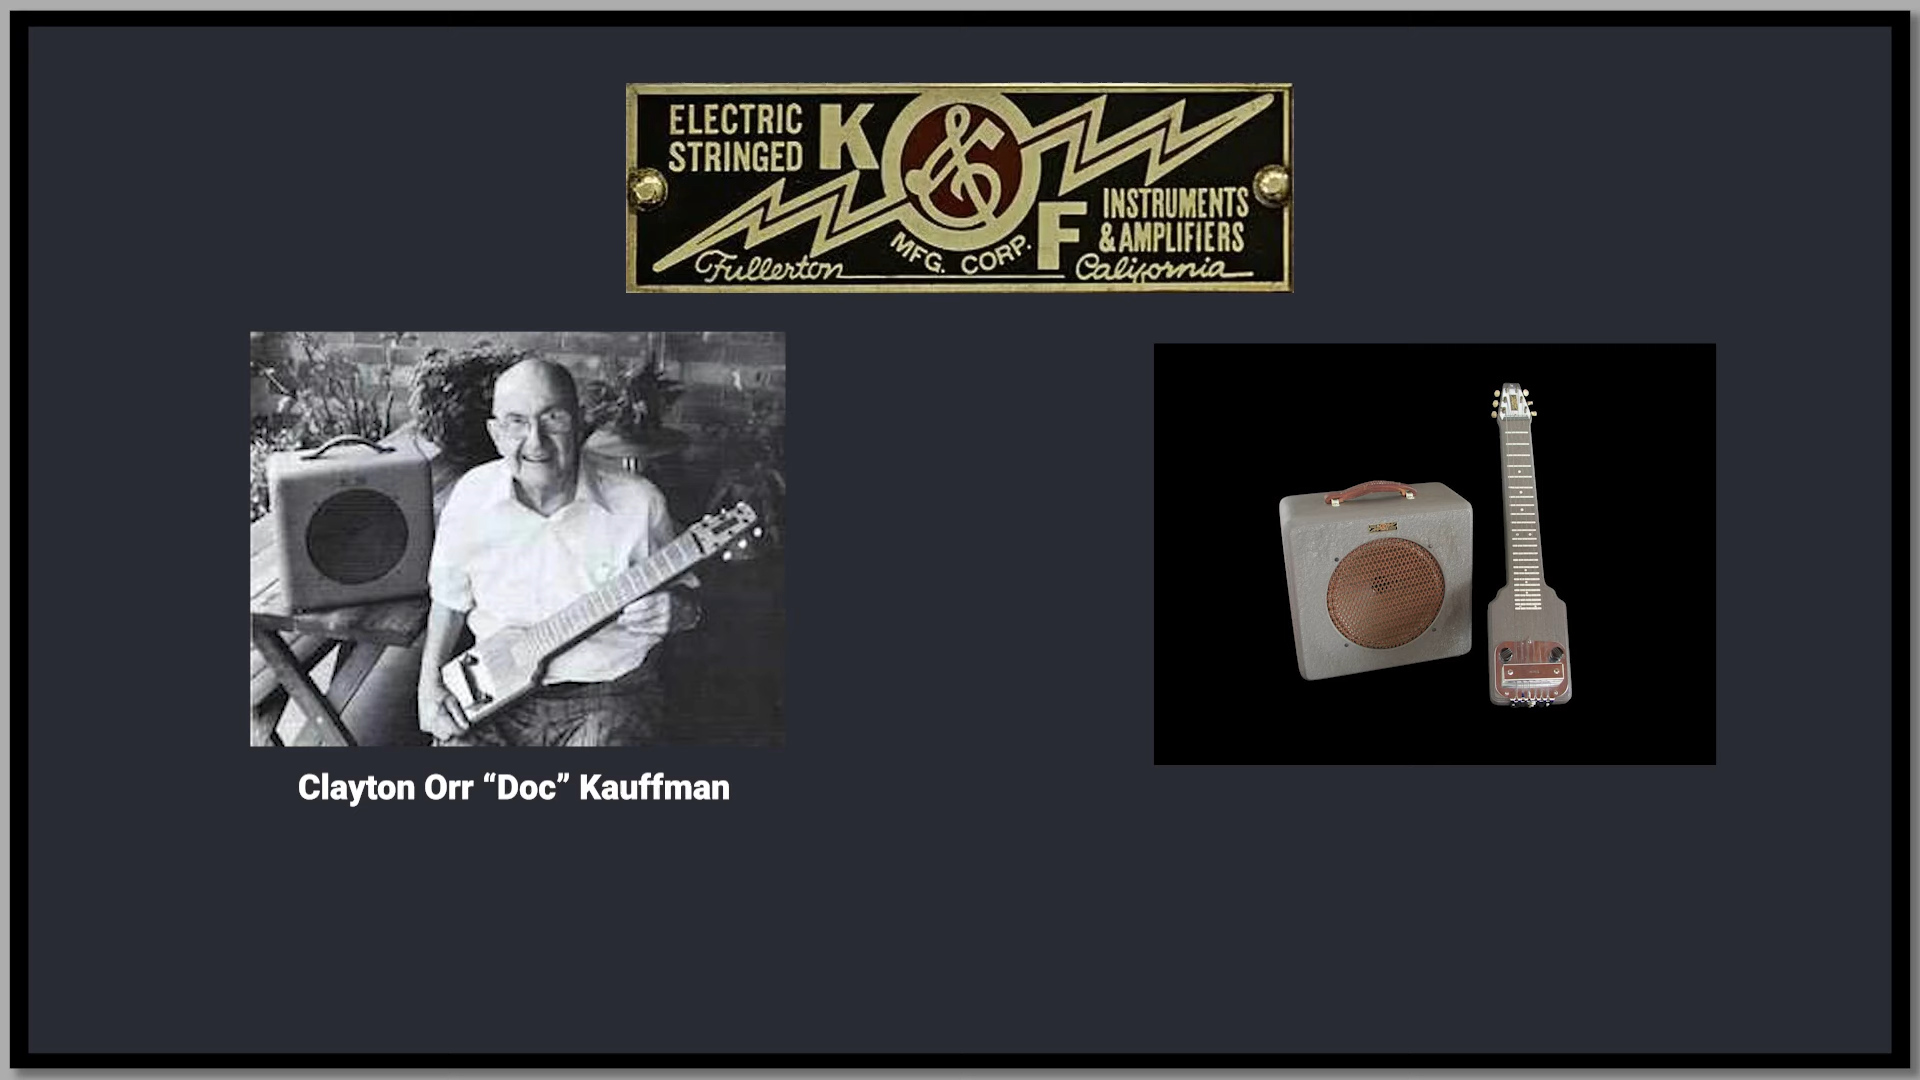 ELECTRIC
STRINGED
K & F
INSTRUMENTS
& AMPLIFIERS
MFG. CORP.
Fullerton California
Clayton Orr “Doc” Kauffman